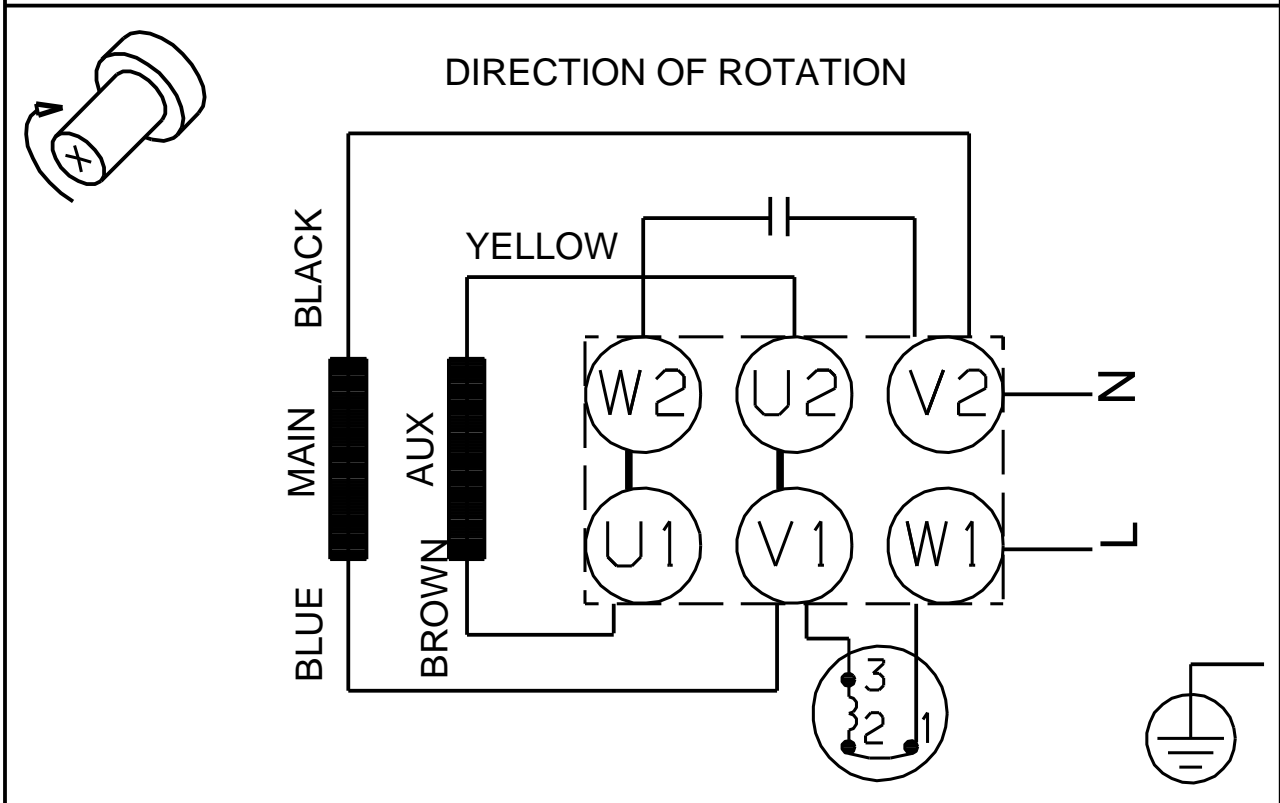 DIRECTION OF ROTATION
BLACK
YELLOW
MAIN
AUX
W2 U2 V2 N
U1 V1 W1 L
BLUE
BROWN
3
2 1